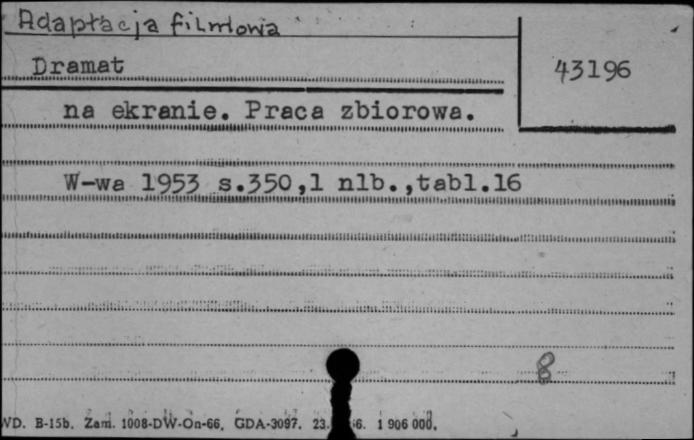 Adaptacja filmowa
Dramat
43196
na ekranie. Praca zbiorowa.
W-wa 1953 s.350,1 nlb.,tabl.16
8
WD. B-15b. Zam. 1008-DW-On-66. GDA-3097. 23. 6. 1 906 000.